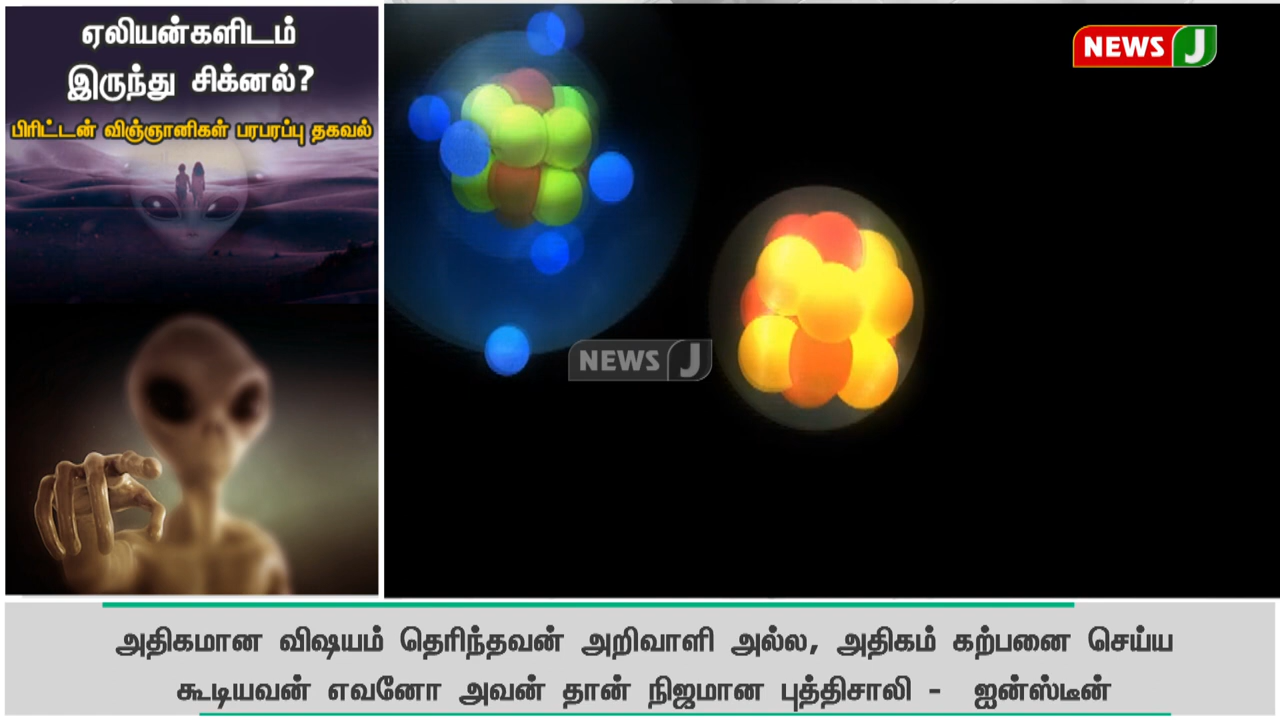 ஏலியன்களிடம்
இருந்து சிக்னல்?
பிரிட்டன் விஞ்ஞானிகள் பரபரப்பு தகவல்
NEWS J
NEWS J
அதிகமான விஷயம் தெரிந்தவன் அறிவாளி அல்ல, அதிகம் கற்பனை செய்ய
கூடியவன் எவனோ அவன் தான் நிஜமான புத்திசாலி - ஐன்ஸ்டீன்